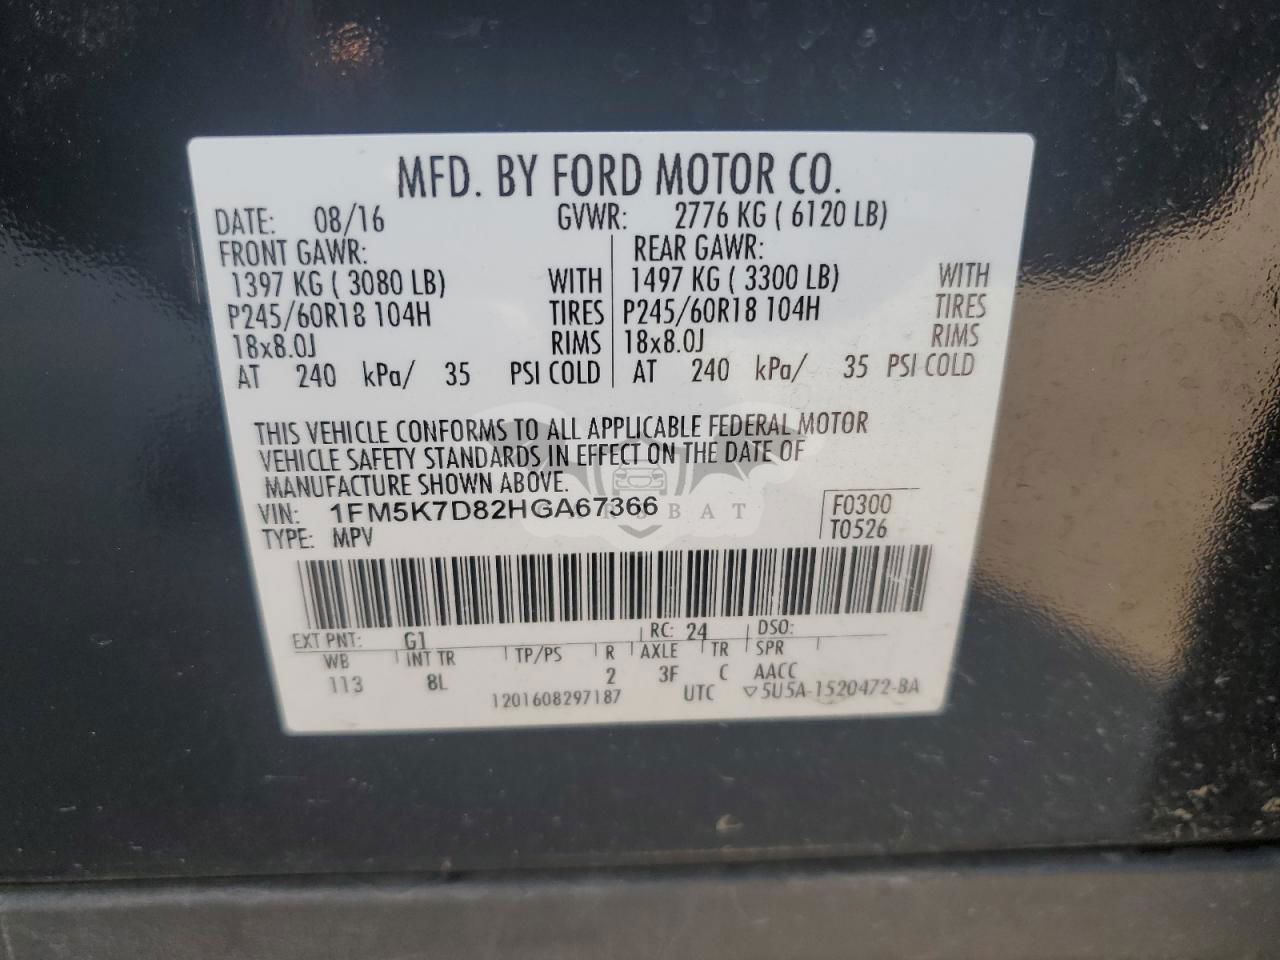 MFD. BY FORD MOTOR CO.
DATE: 08/16 GVWR: 2776 KG ( 6120 LB)
FRONT GAWR: REAR GAWR:
1397 KG ( 3080 LB) WITH 1497 KG ( 3300 LB) WITH
P245/60R18 104H TIRES P245/60R18 104H TIRES
18x8.0J RIMS 18x8.0J RIMS
AT 240 kPa/ 35 PSI COLD AT 240 kPa/ 35 PSI COLD
THIS VEHICLE CONFORMS TO ALL APPLICABLE FEDERAL MOTOR
VEHICLE SAFETY STANDARDS IN EFFECT ON THE DATE OF
MANUFACTURE SHOWN ABOVE.
VIN: 1FM5K7D82HGA67366 F0300
TYPE: MPV T0526
CARSBAT
EXT PNT: G1 RC: 24 DSO:
WB INT TR TP/PS R AXLE TR SPR
113 8L 2 3F C AACC
1201608297187 UTC ▽5U5A-1520472-BA